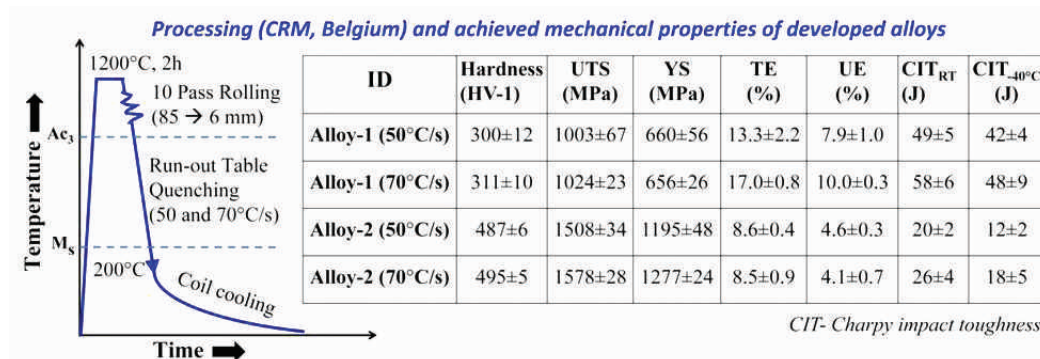 Processing (CRM, Belgium) and achieved mechanical properties of developed alloys
1200°C, 2h
10 Pass Rolling
(85 → 6 mm)
Ac₃
Run-out Table
Quenching
(50 and 70°C/s)
Mₛ
200°C
Coil cooling
Temperature
Time
ID Hardness (HV-1) UTS (MPa) YS (MPa) TE (%) UE (%) CIT_RT (J) CIT_-40°C (J)
Alloy-1 (50°C/s) 300±12 1003±67 660±56 13.3±2.2 7.9±1.0 49±5 42±4
Alloy-1 (70°C/s) 311±10 1024±23 656±26 17.0±0.8 10.0±0.3 58±6 48±9
Alloy-2 (50°C/s) 487±6 1508±34 1195±48 8.6±0.4 4.6±0.3 20±2 12±2
Alloy-2 (70°C/s) 495±5 1578±28 1277±24 8.5±0.9 4.1±0.7 26±4 18±5
CIT- Charpy impact toughness